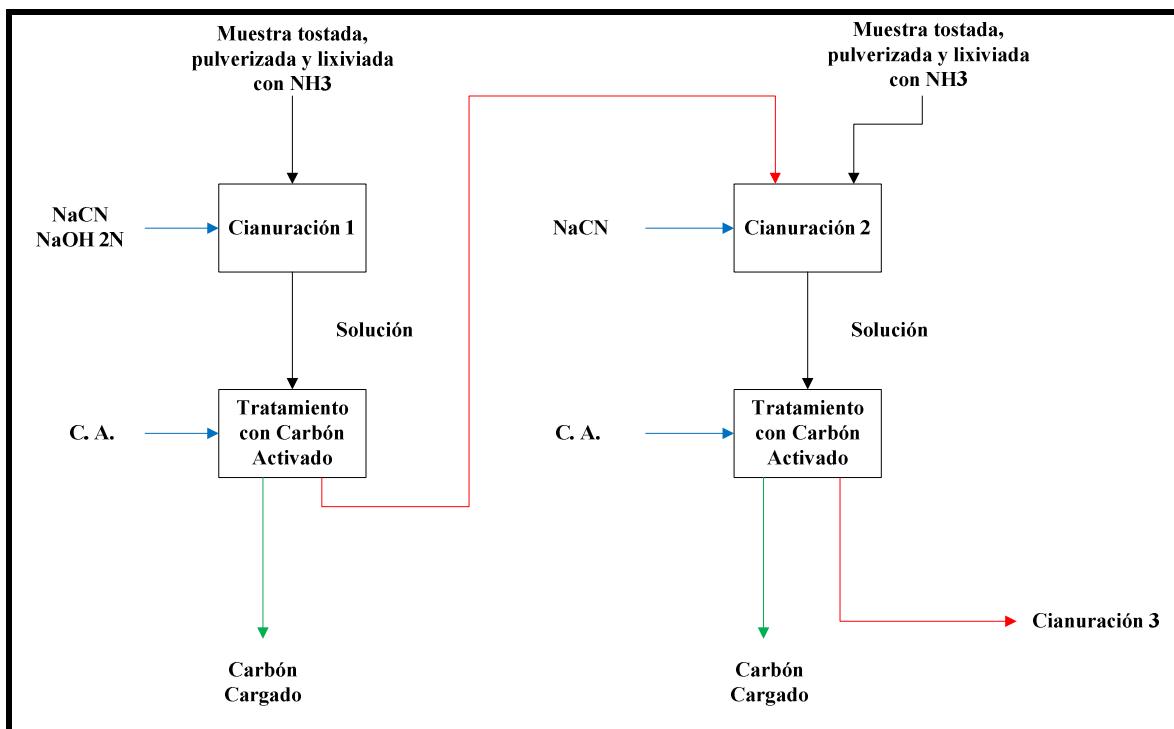 Muestra tostada,
pulverizada y lixiviada
con NH3
Muestra tostada,
pulverizada y lixiviada
con NH3
NaCN
NaOH 2N
Cianuración 1
NaCN
Cianuración 2
Solución
Solución
C. A.
Tratamiento
con Carbón
Activado
C. A.
Tratamiento
con Carbón
Activado
Cianuración 3
Carbón
Cargado
Carbón
Cargado